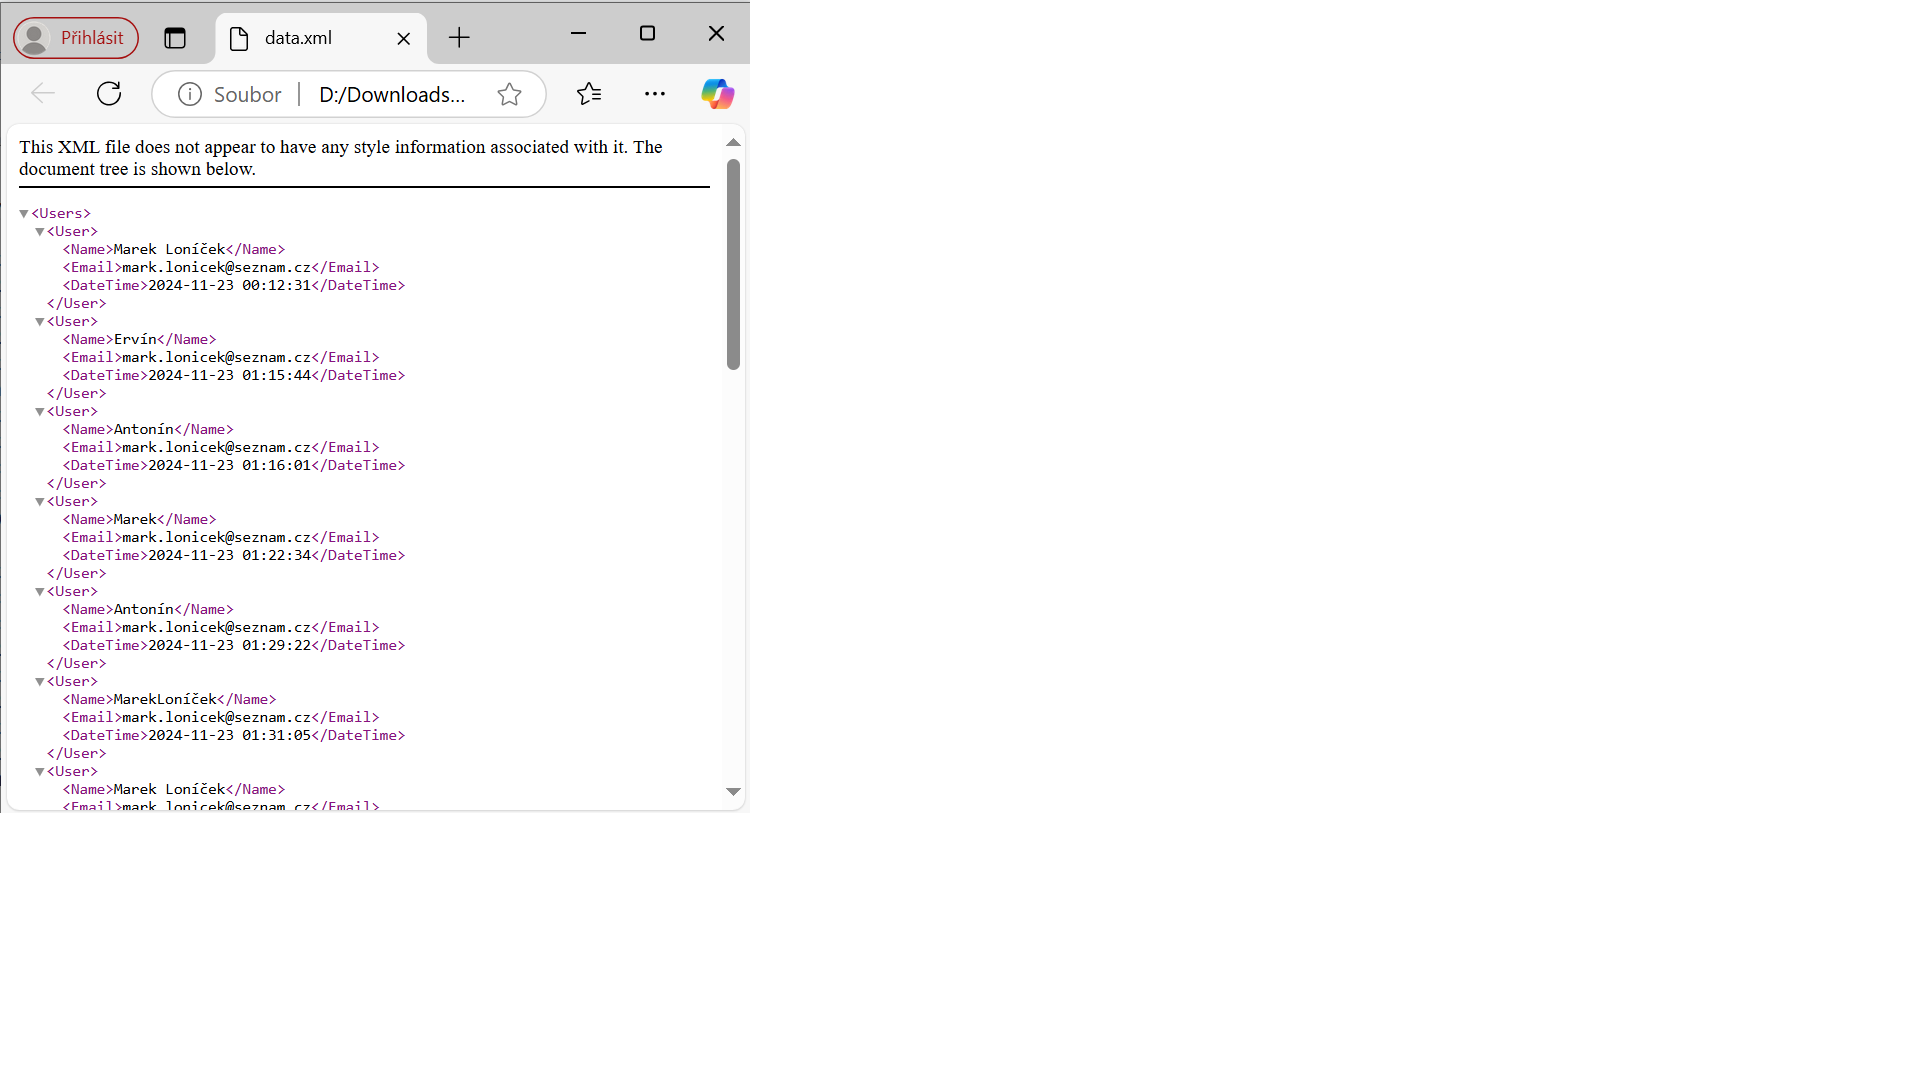 Přihlásit
data.xml
Soubor D:/Downloads...
This XML file does not appear to have any style information associated with it. The
document tree is shown below.
<Users>
<User>
<Name>Marek Loníček</Name>
<Email>mark.lonicek@seznam.cz</Email>
<DateTime>2024-11-23 00:12:31</DateTime>
</User>
<User>
<Name>Ervín</Name>
<Email>mark.lonicek@seznam.cz</Email>
<DateTime>2024-11-23 01:15:44</DateTime>
</User>
<User>
<Name>Antonín</Name>
<Email>mark.lonicek@seznam.cz</Email>
<DateTime>2024-11-23 01:16:01</DateTime>
</User>
<User>
<Name>Marek</Name>
<Email>mark.lonicek@seznam.cz</Email>
<DateTime>2024-11-23 01:22:34</DateTime>
</User>
<User>
<Name>Antonín</Name>
<Email>mark.lonicek@seznam.cz</Email>
<DateTime>2024-11-23 01:29:22</DateTime>
</User>
<User>
<Name>MarekLoníček</Name>
<Email>mark.lonicek@seznam.cz</Email>
<DateTime>2024-11-23 01:31:05</DateTime>
</User>
<User>
<Name>Marek Loníček</Name>
<Email>mark.lonicek@seznam.cz</Email>